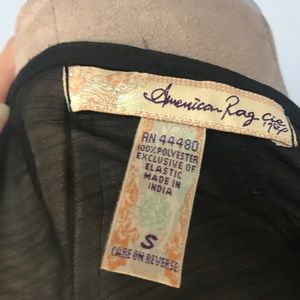 American Rag Cie
RN 44480
100% POLYESTER
EXCLUSIVE OF
ELASTIC
MADE IN
INDIA
S
CARE ON REVERSE